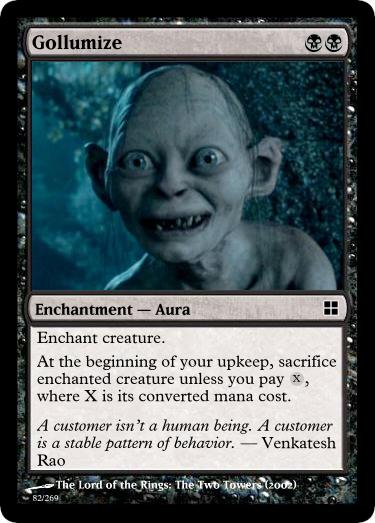 Gollumize
Enchantment — Aura
Enchant creature.
At the beginning of your upkeep, sacrifice
enchanted creature unless you pay X,
where X is its converted mana cost.
A customer isn't a human being. A customer
is a stable pattern of behavior. — Venkatesh
Rao
The Lord of the Rings: The Two Towers (2002)
82/269